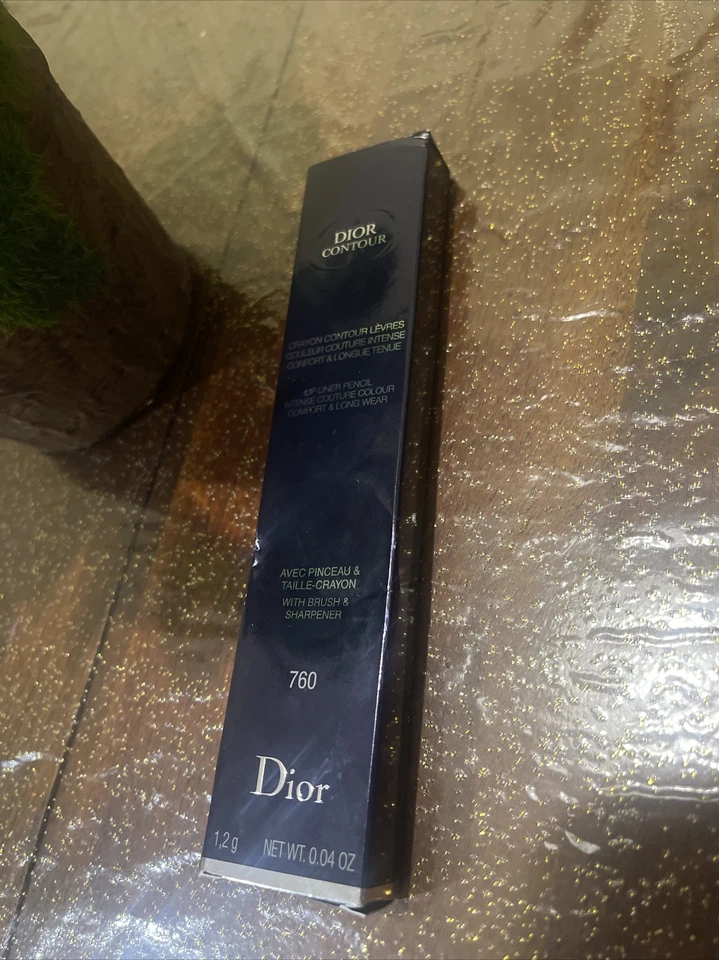 DIOR
CONTOUR
CRAYON CONTOUR LÈVRES
COULEUR COUTURE INTENSE
CONFORT & LONGUE TENUE
LIP LINER PENCIL
INTENSE COUTURE COLOUR
COMFORT & LONG WEAR
AVEC PINCEAU &
TAILLE-CRAYON
WITH BRUSH &
SHARPENER
760
Dior
1,2 g NET WT. 0.04 OZ